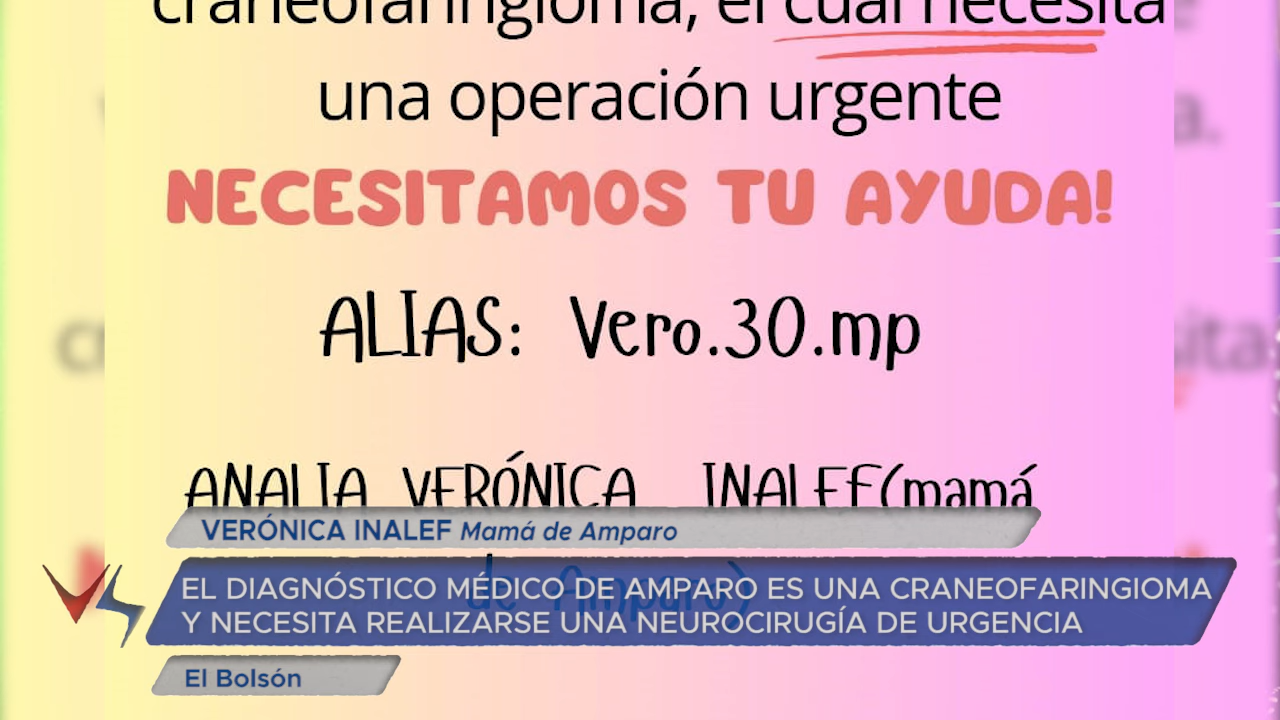 craneofaringioma, el cual necesita
una operación urgente
NECESITAMOS TU AYUDA!
ALIAS: Vero.30.mp
ANALIA VERÓNICA INALEF(mamá
de Amparo)
VERÓNICA INALEF Mamá de Amparo
EL DIAGNÓSTICO MÉDICO DE AMPARO ES UNA CRANEOFARINGIOMA
Y NECESITA REALIZARSE UNA NEUROCIRUGÍA DE URGENCIA
El Bolsón